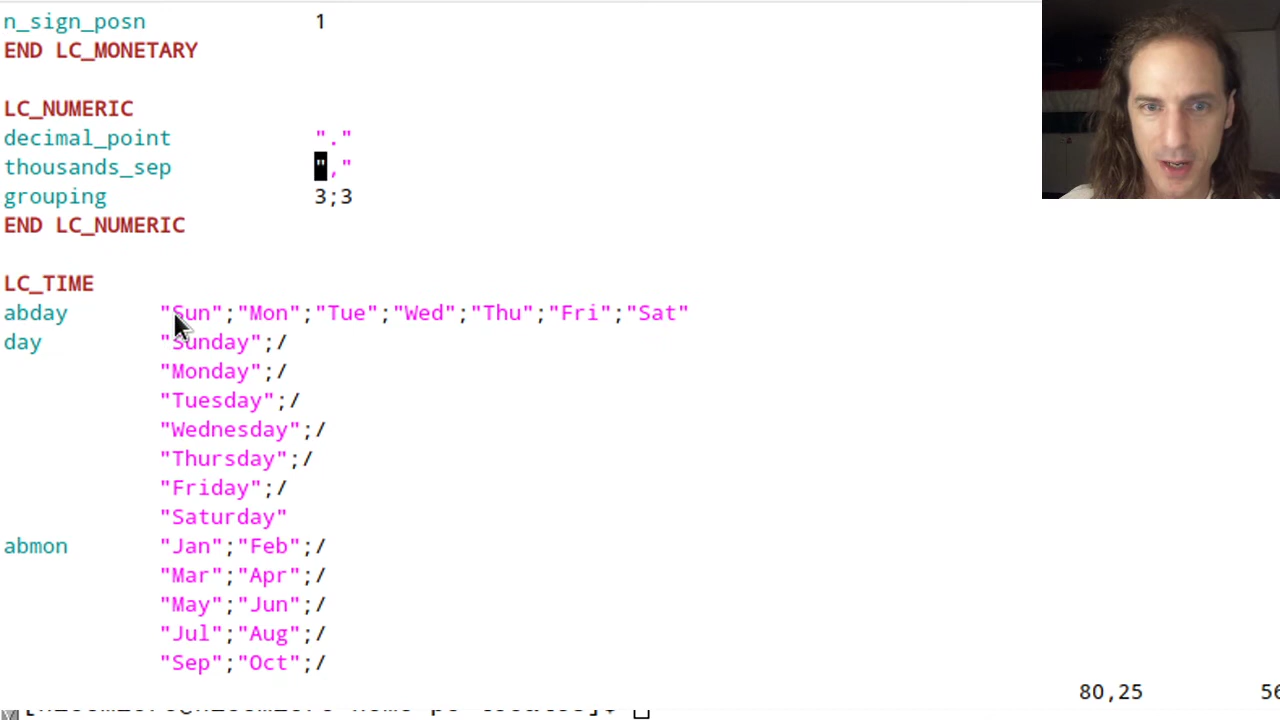 n_sign_posn 1
END LC_MONETARY
LC_NUMERIC
decimal_point "."
thousands_sep ","
grouping 3;3
END LC_NUMERIC
LC_TIME
abday "Sun";"Mon";"Tue";"Wed";"Thu";"Fri";"Sat"
day "Sunday";/
"Monday";/
"Tuesday";/
"Wednesday";/
"Thursday";/
"Friday";/
"Saturday"
abmon "Jan";"Feb";/
"Mar";"Apr";/
"May";"Jun";/
"Jul";"Aug";/
"Sep";"Oct";/
80,25 56